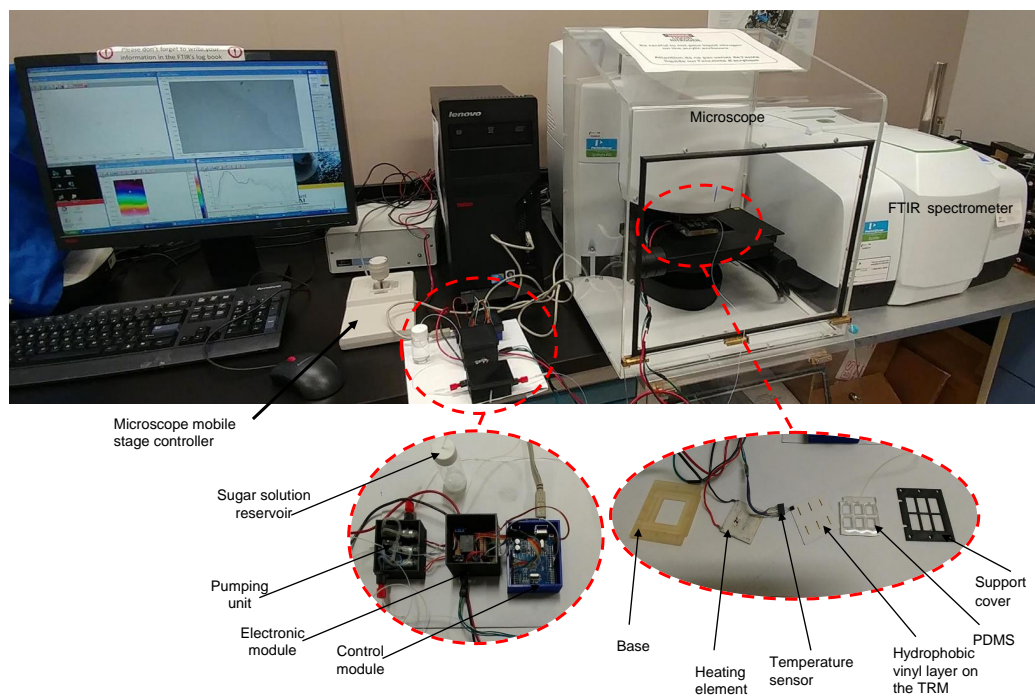 Please don't forget to write your
information in the FTIR's log book
lenovo
Microscope
FTIR spectrometer
Microscope mobile
stage controller
Sugar solution
reservoir
Pumping
unit
Electronic
module
Control
module
Base
Heating
element
Temperature
sensor
Hydrophobic
vinyl layer on
the TRM
PDMS
Support
cover